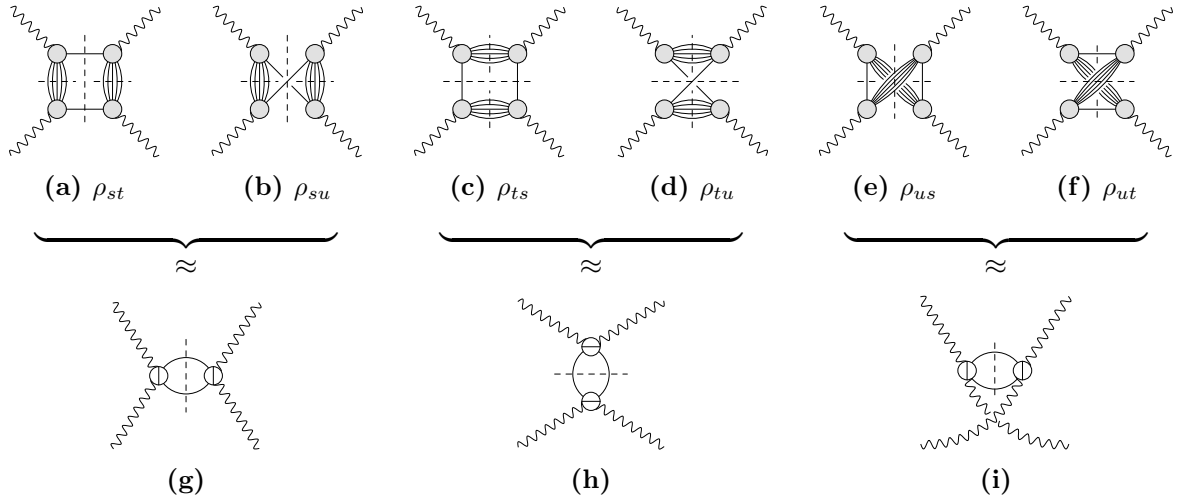 (a) ρst (b) ρsu (c) ρts (d) ρtu (e) ρus (f) ρut
≈ ≈ ≈
(g) (h) (i)